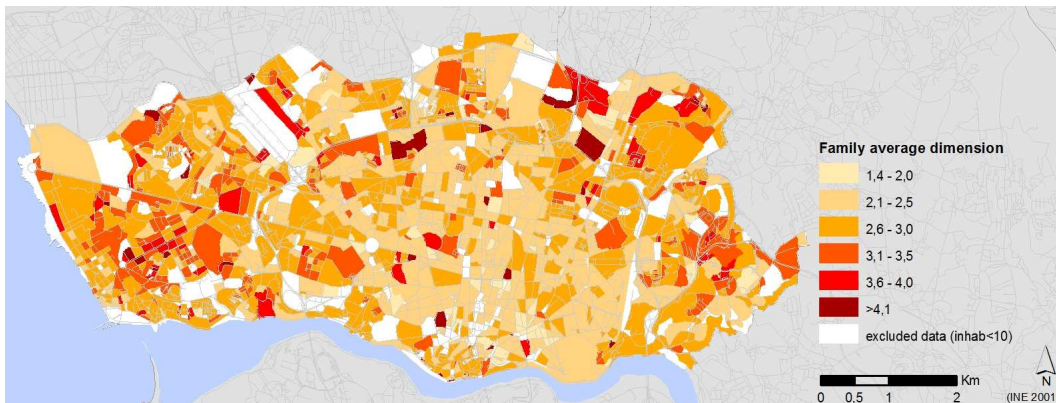 Family average dimension
1,4 - 2,0
2,1 - 2,5
2,6 - 3,0
3,1 - 3,5
3,6 - 4,0
>4,1
excluded data (inhab<10)
Km
0 0.5 1 2
N
(INE 2001